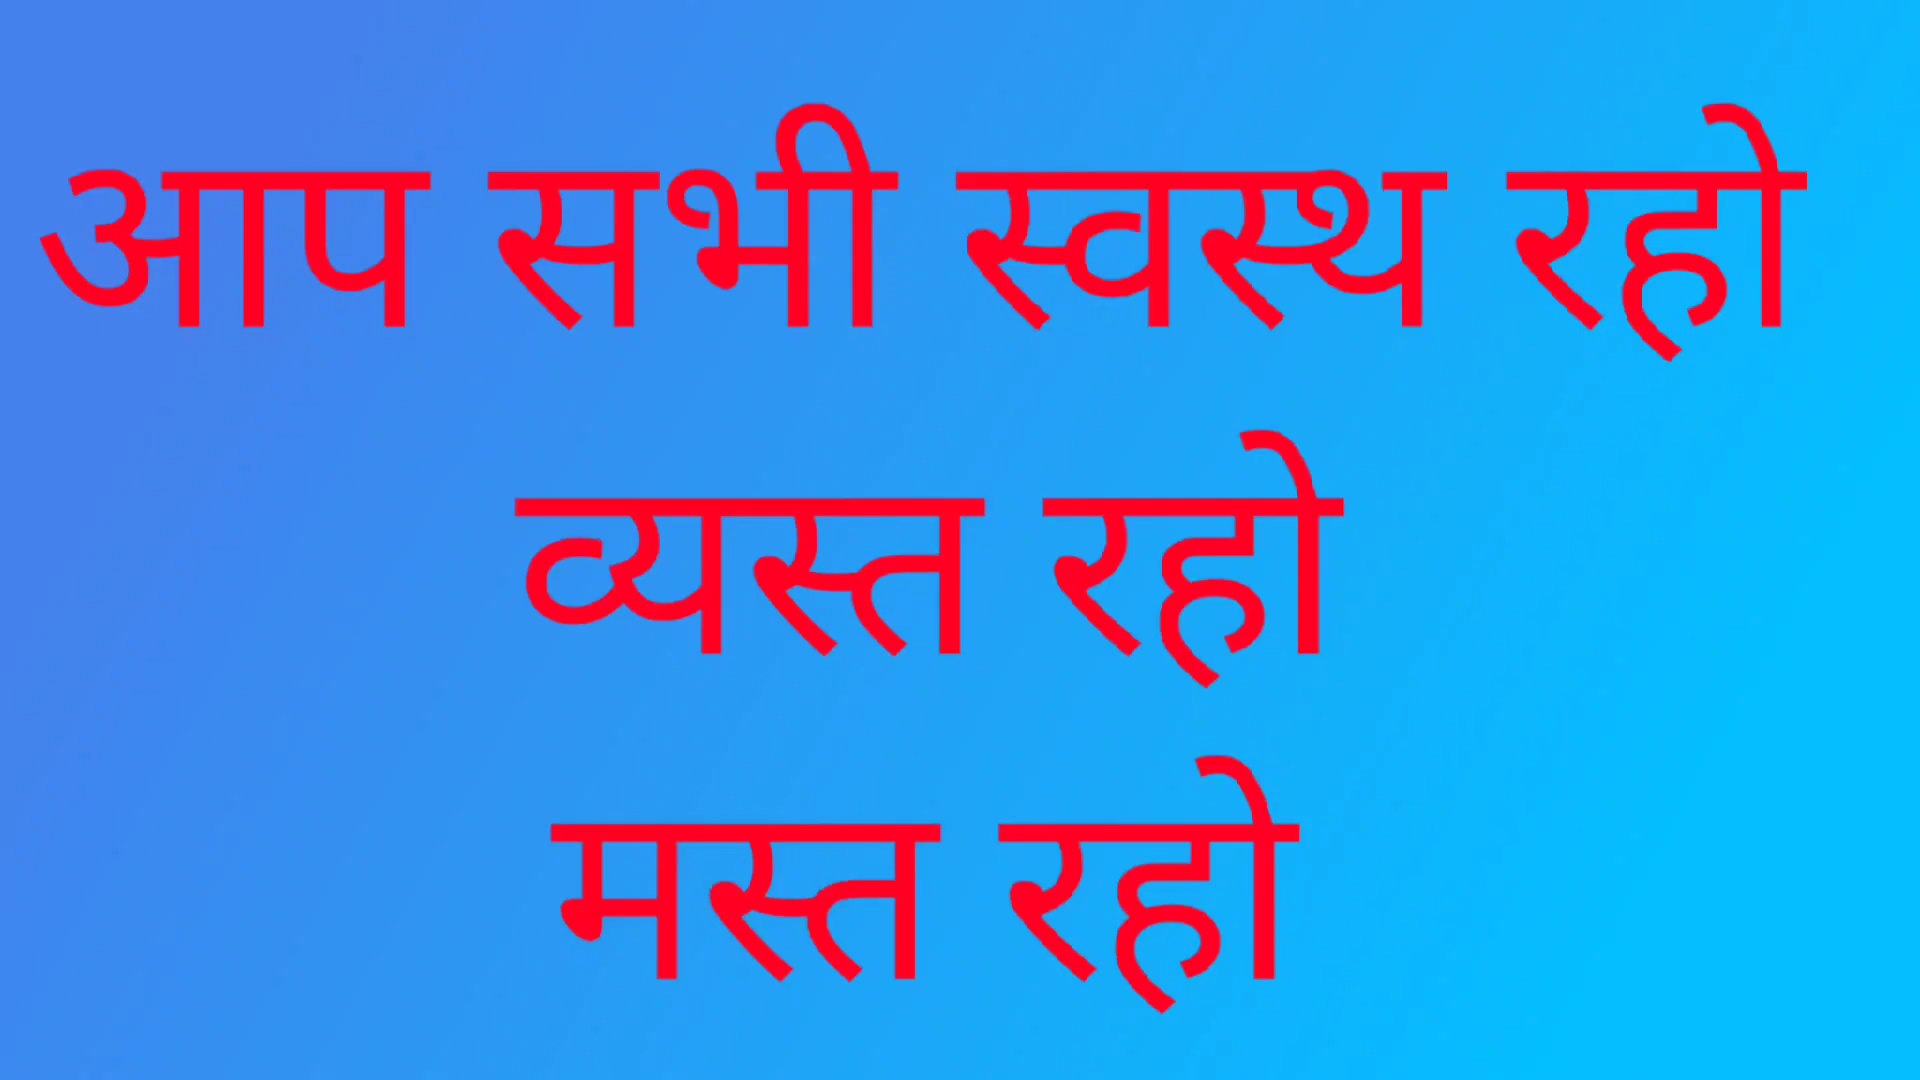 आप सभी स्वस्थ रहो
व्यस्त रहो
मस्त रहो